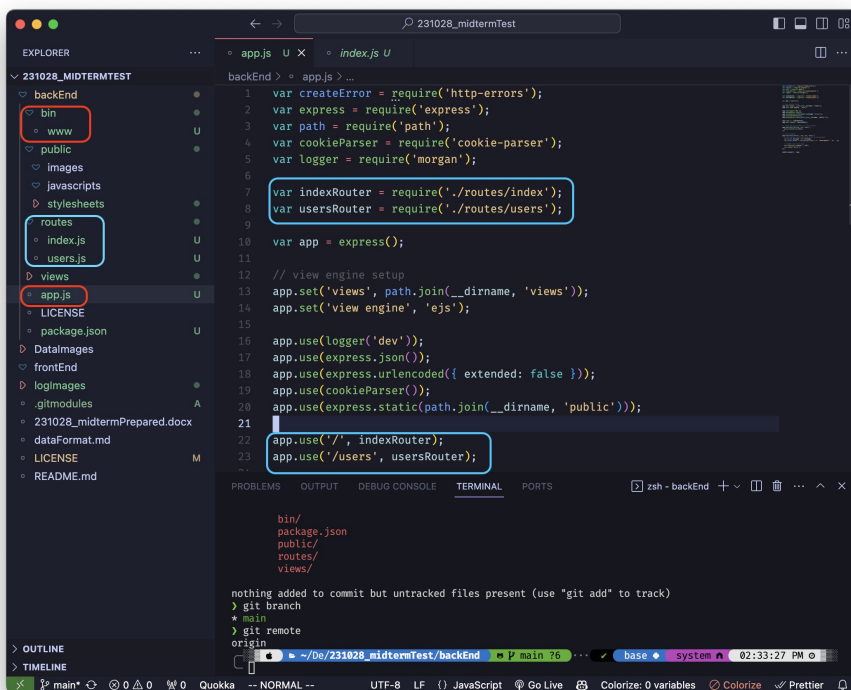 231028_midtermTest
EXPLORER
231028_MIDTERMTEST
backEnd
bin
www U
public
images
javascripts
stylesheets
routes
index.js U
users.js U
views
app.js U
LICENSE
package.json U
DataImages
frontEnd
logImages
.gitmodules A
231028_midtermPrepared.docx
dataFormat.md
LICENSE M
README.md
OUTLINE
TIMELINE
app.js U
index.js U
backEnd > app.js > ...
1 var createError = require('http-errors');
2 var express = require('express');
3 var path = require('path');
4 var cookieParser = require('cookie-parser');
5 var logger = require('morgan');
6
7 var indexRouter = require('./routes/index');
8 var usersRouter = require('./routes/users');
9
10 var app = express();
11
12 // view engine setup
13 app.set('views', path.join(__dirname, 'views'));
14 app.set('view engine', 'ejs');
15
16 app.use(logger('dev'));
17 app.use(express.json());
18 app.use(express.urlencoded({ extended: false }));
19 app.use(cookieParser());
20 app.use(express.static(path.join(__dirname, 'public')));
21
22 app.use('/', indexRouter);
23 app.use('/users', usersRouter);
PROBLEMS OUTPUT DEBUG CONSOLE TERMINAL PORTS zsh - backEnd
bin/
package.json
public/
routes/
views/
nothing added to commit but untracked files present (use "git add" to track)
❯ git branch
* main
❯ git remote
origin
~/De/231028_midtermTest/backEnd main ?6 base system 02:33:27 PM
main* 0 0 0 Quokka -- NORMAL -- UTF-8 LF {} JavaScript Go Live Colorize: 0 variables Colorize Prettier